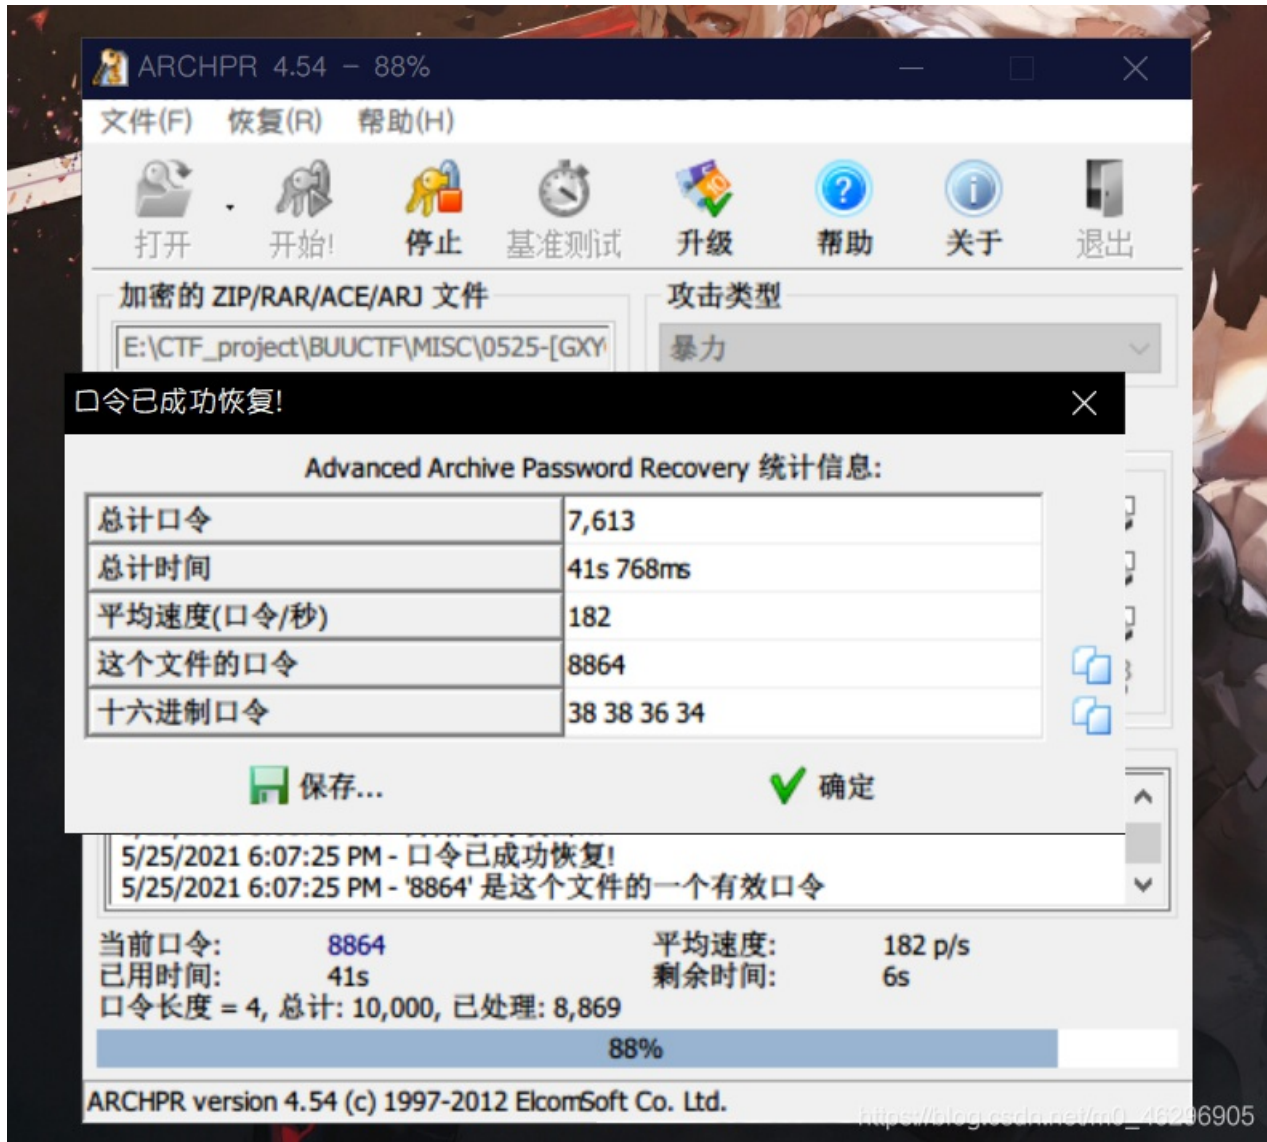 ARCHPR 4.54 - 88%
文件(F) 恢复(R) 帮助(H)
打开 开始! 停止 基准测试 升级 帮助 关于 退出
加密的 ZIP/RAR/ACE/ARJ 文件 攻击类型
E:\CTF_project\BUUCTF\MISC\0525-[GXY 暴力
口令已成功恢复!
Advanced Archive Password Recovery 统计信息:
总计口令 7,613
总计时间 41s 768ms
平均速度(口令/秒) 182
这个文件的口令 8864
十六进制口令 38 38 36 34
保存... 确定
5/25/2021 6:07:25 PM - 口令已成功恢复!
5/25/2021 6:07:25 PM - '8864' 是这个文件的一个有效口令
当前口令: 8864 平均速度: 182 p/s
已用时间: 41s 剩余时间: 6s
口令长度 = 4, 总计: 10,000, 已处理: 8,869
88%
ARCHPR version 4.54 (c) 1997-2012 ElcomSoft Co. Ltd.
https://blog.csdn.net/m0_46296905